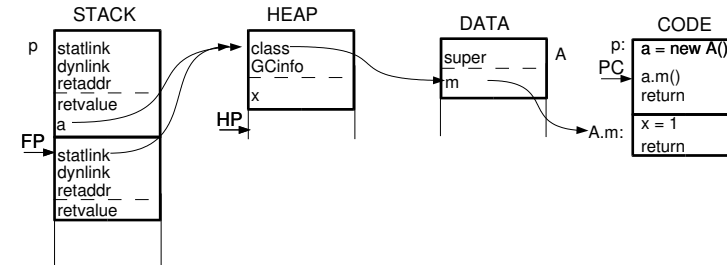 STACK
HEAP
DATA
CODE
p
statlink
dynlink
retaddr
retvalue
a
FP
statlink
dynlink
retaddr
retvalue
class
GCinfo
x
HP
super
m
A
p:
a = new A()
PC
a.m()
return
A.m:
x = 1
return